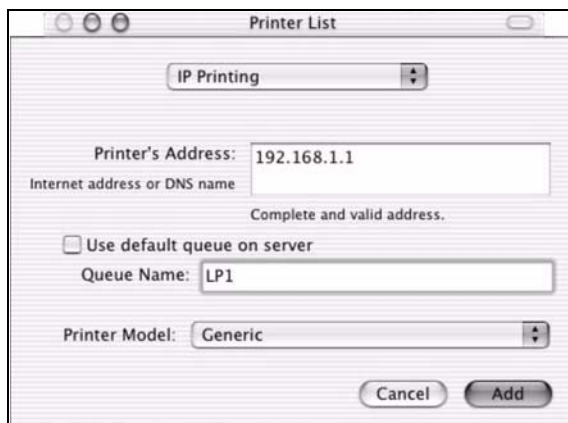 Printer List
IP Printing
Printer's Address: 192.168.1.1
Internet address or DNS name
Complete and valid address.
Use default queue on server
Queue Name: LP1
Printer Model: Generic
Cancel Add